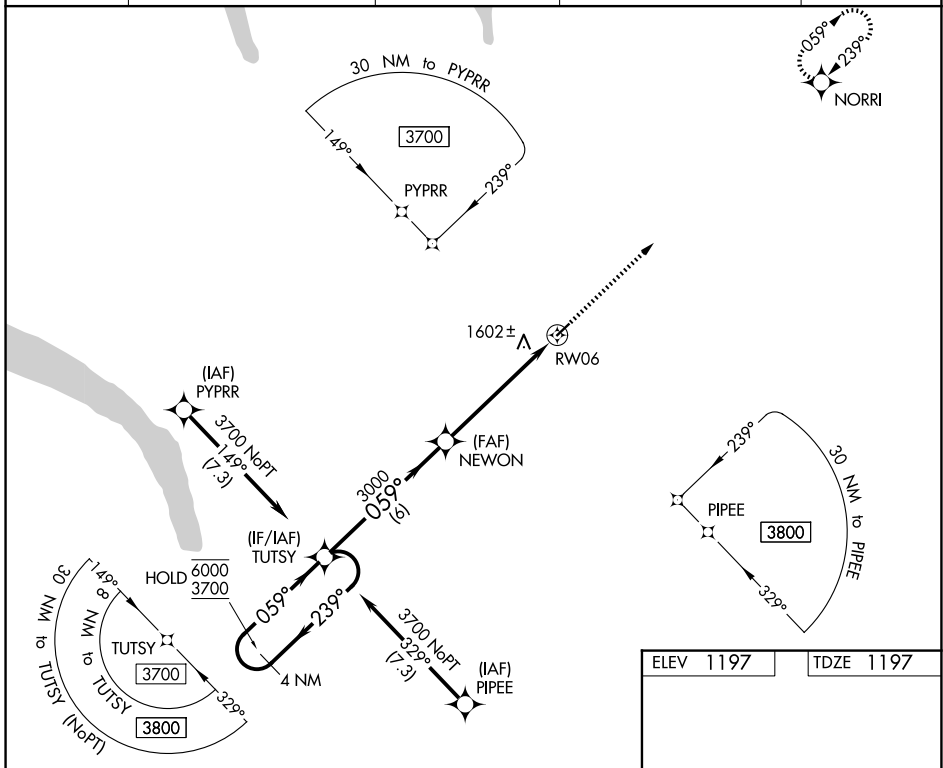 059°
239°
NORRI
30 NM to PYPRR
3700
149°
239°
PYPRR
1602±
RW06
(IAF)
PYPRR
3700 NoPT
149°
(7.3)
(FAF)
NEWON
3000
059°
(6)
239°
30 NM to PIPEE
PIPEE
3800
329°
(IF/IAF)
TUTSY
HOLD
6000
3700
059°
239°
4 NM
3700 NoPT
329°
(7.3)
(IAF)
PIPEE
30 NM to TUTSY (NoPT)
149°
8 NM to TUTSY
TUTSY
3700
329°
3800
ELEV 1197
TDZE 1197